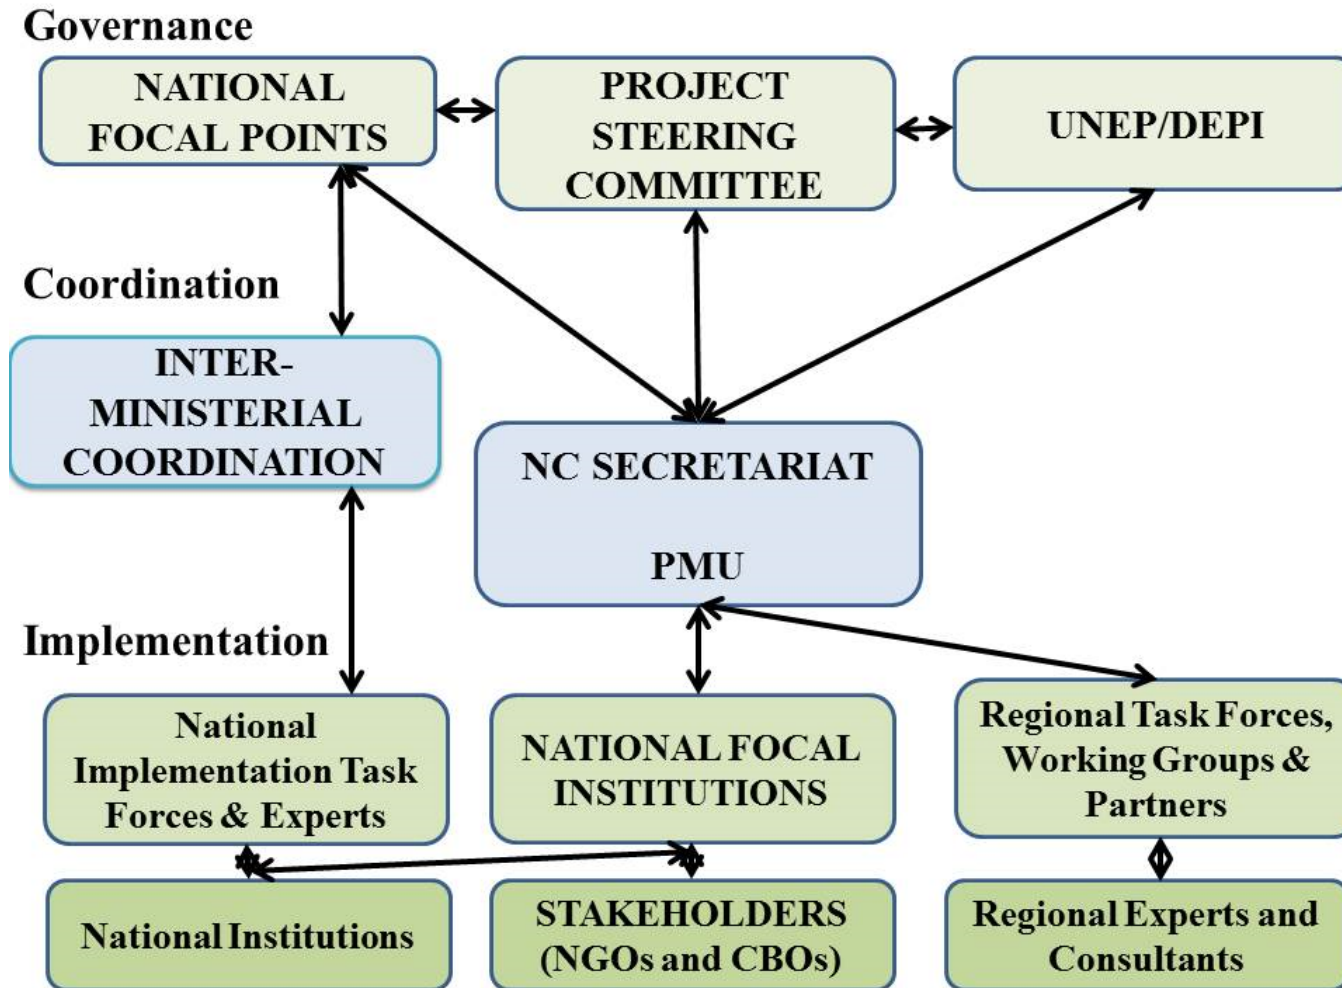 Governance
NATIONAL
FOCAL POINTS
PROJECT
STEERING
COMMITTEE
UNEP/DEPI
Coordination
INTER-
MINISTERIAL
COORDINATION
NC SECRETARIAT
PMU
Implementation
National
Implementation Task
Forces & Experts
NATIONAL FOCAL
INSTITUTIONS
Regional Task Forces,
Working Groups &
Partners
National Institutions
STAKEHOLDERS
(NGOs and CBOs)
Regional Experts and
Consultants